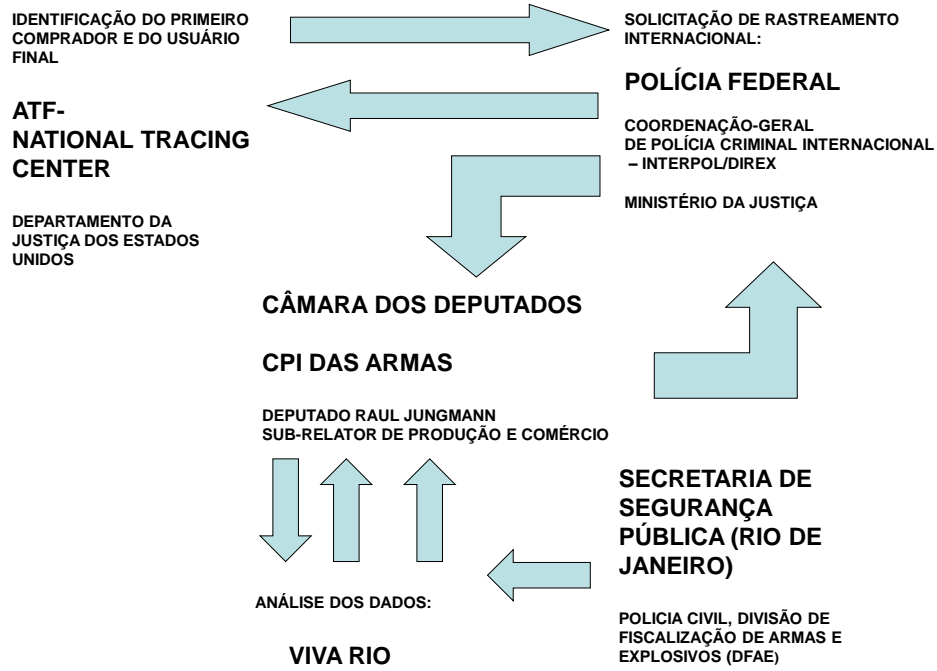 IDENTIFICAÇÃO DO PRIMEIRO
COMPRADOR E DO USUÁRIO
FINAL
ATF-
NATIONAL TRACING
CENTER
DEPARTAMENTO DA
JUSTIÇA DOS ESTADOS
UNIDOS
SOLICITAÇÃO DE RASTREAMENTO
INTERNACIONAL:
POLÍCIA FEDERAL
COORDENAÇÃO-GERAL
DE POLÍCIA CRIMINAL INTERNACIONAL
– INTERPOL/DIREX
MINISTÉRIO DA JUSTIÇA
CÂMARA DOS DEPUTADOS
CPI DAS ARMAS
DEPUTADO RAUL JUNGMANN
SUB-RELATOR DE PRODUÇÃO E COMÉRCIO
SECRETARIA DE
SEGURANÇA
PÚBLICA (RIO DE
JANEIRO)
POLICIA CIVIL, DIVISÃO DE
FISCALIZAÇÃO DE ARMAS E
EXPLOSIVOS (DFAE)
ANÁLISE DOS DADOS:
VIVA RIO